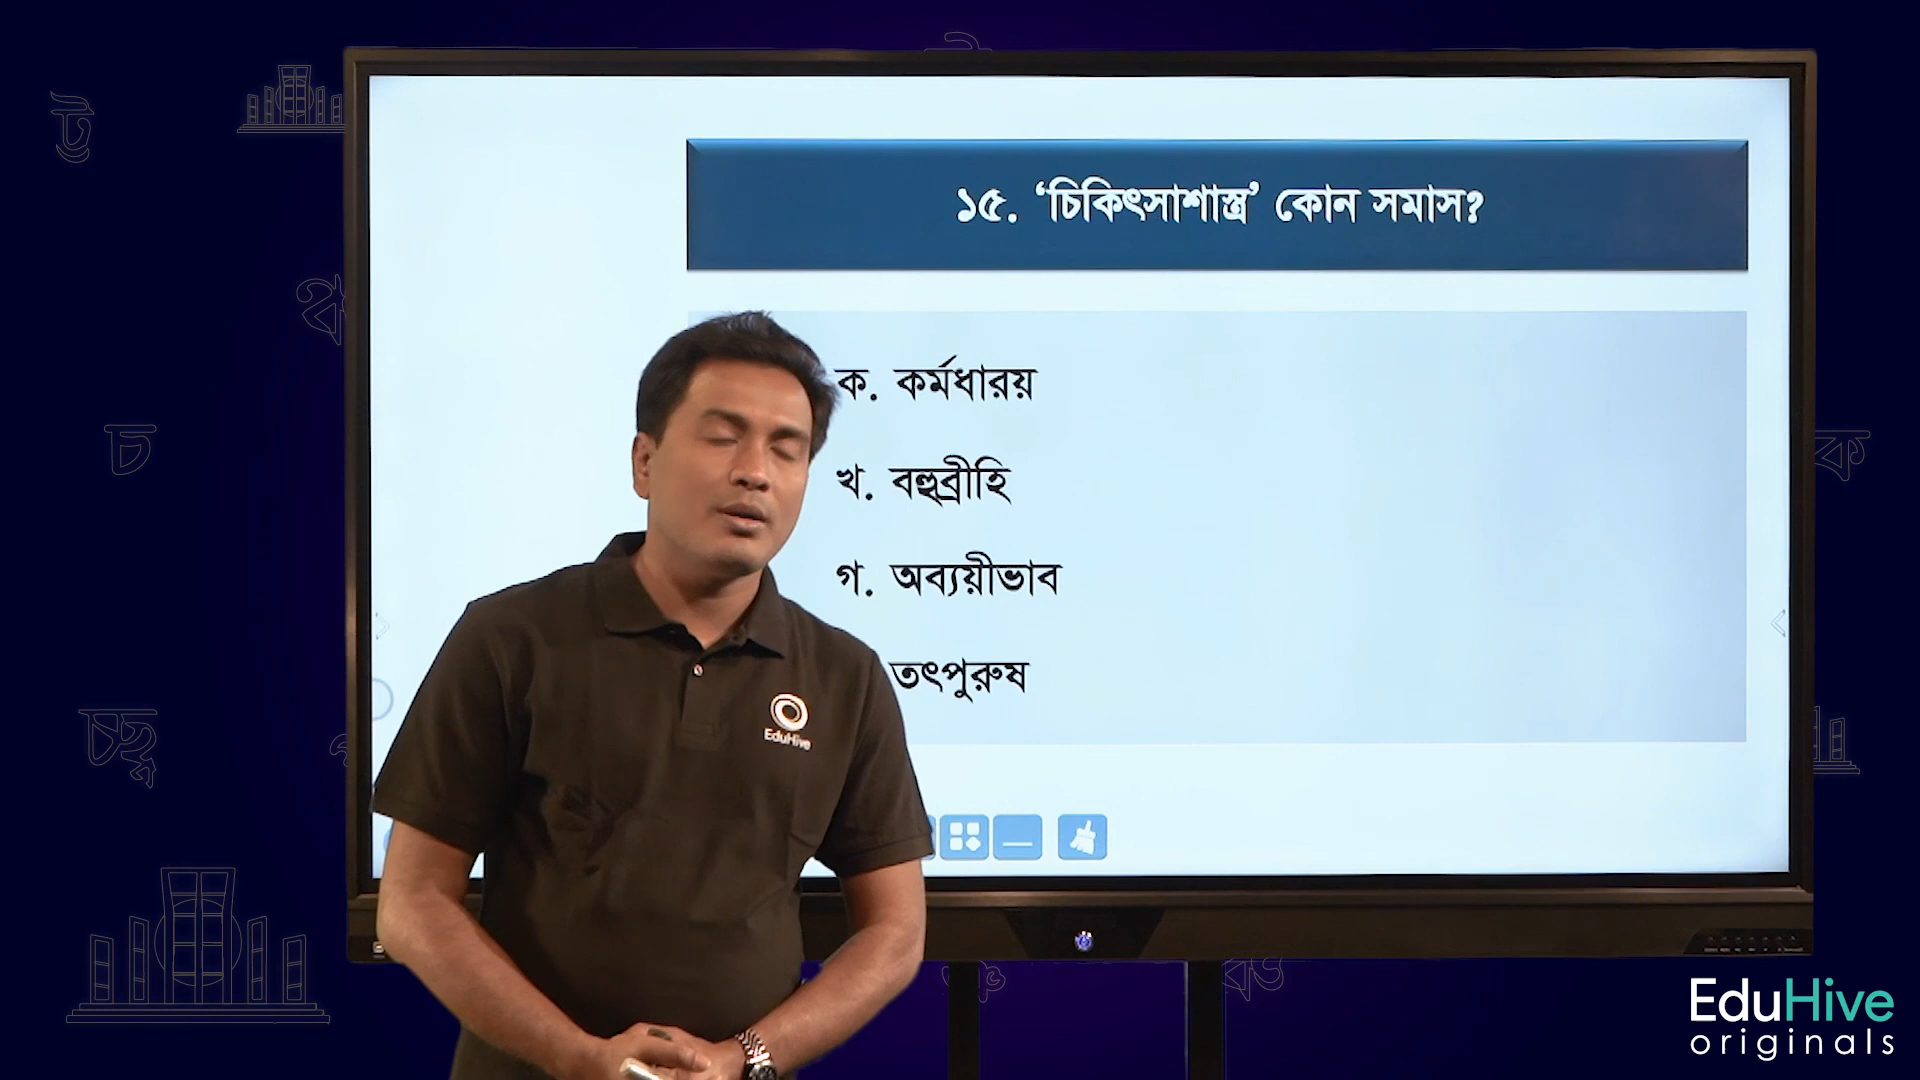 ১৫. ‘চিকিৎসাশাস্ত্র’ কোন সমাস?
ক. কর্মধারয়
খ. বহুব্রীহি
গ. অব্যয়ীভাব
তৎপুরুষ
EduHive
EduHive
originals
ট্ট
চ
চ্ছ্ব
ক